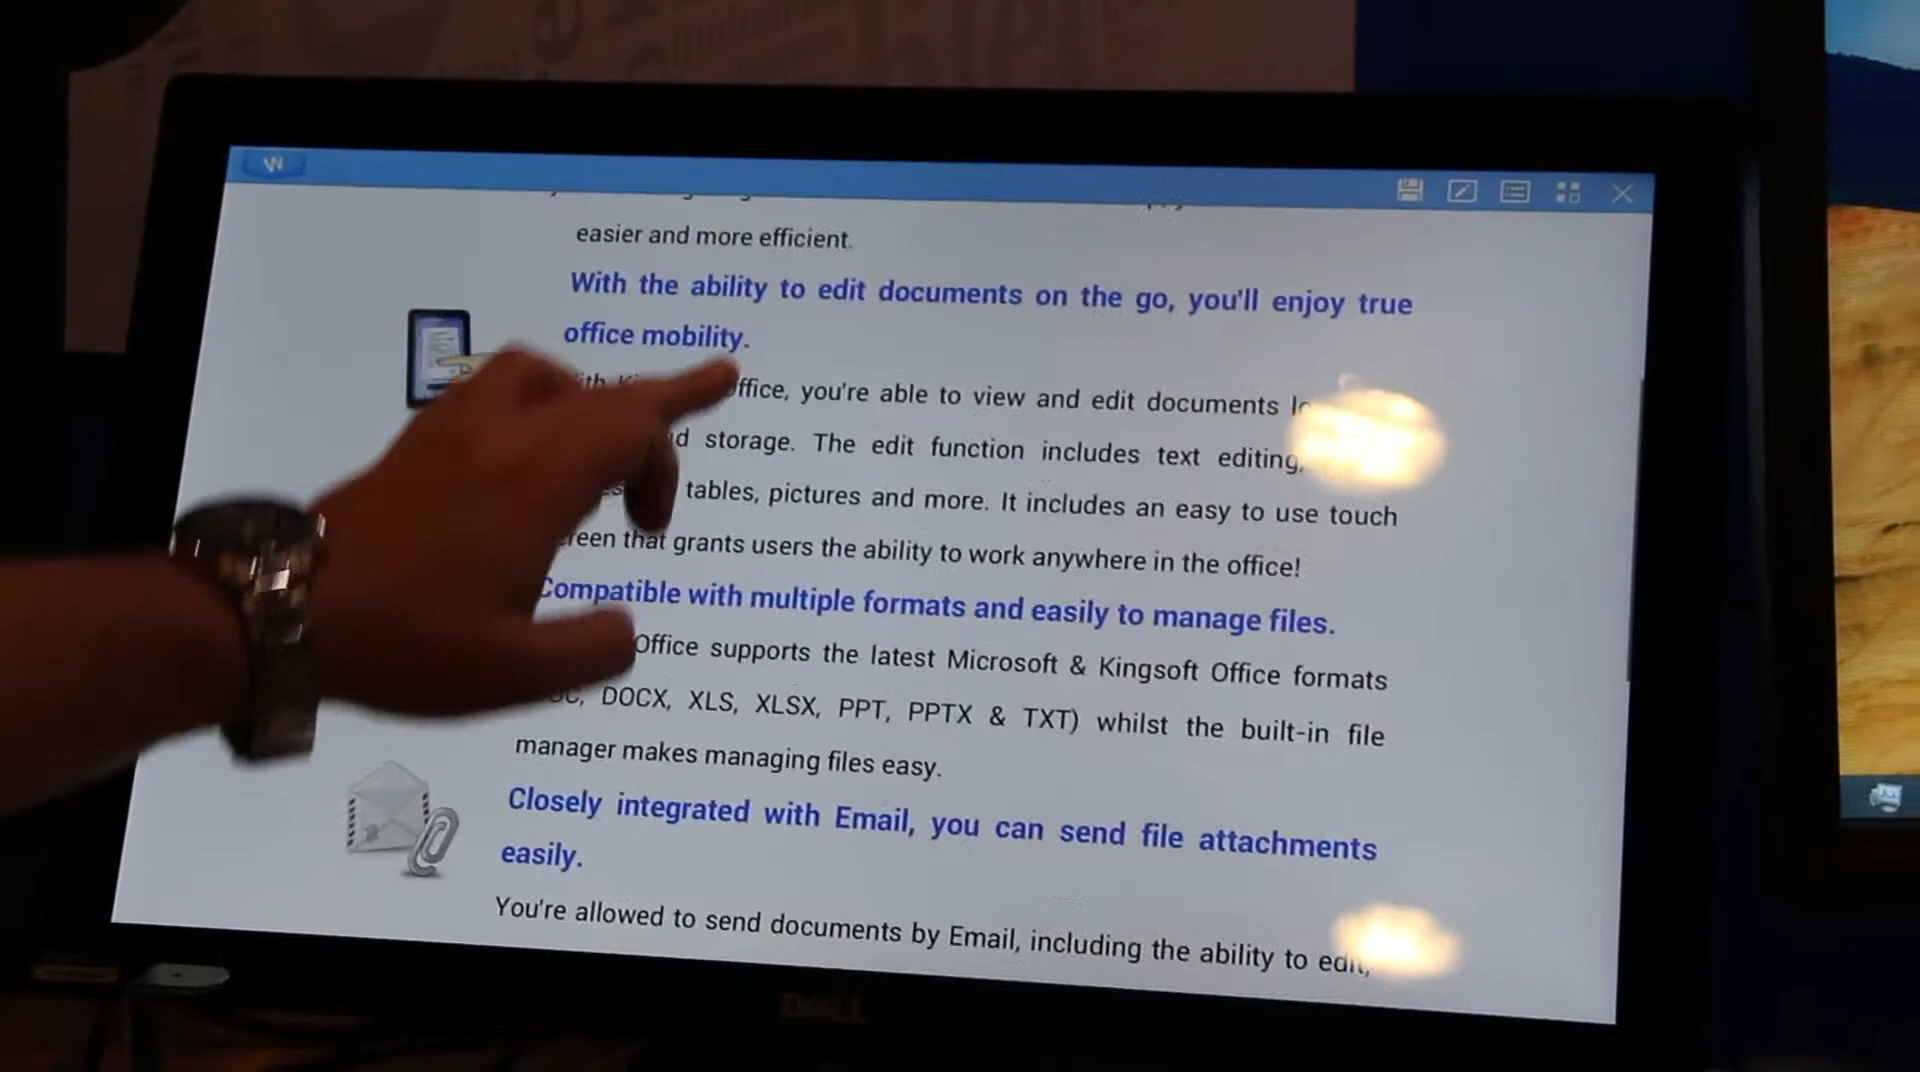 W
easier and more efficient.
With the ability to edit documents on the go, you'll enjoy true
office mobility.
ffice, you're able to view and edit documents
storage. The edit function includes text editing,
tables, pictures and more. It includes an easy to use touch
reen that grants users the ability to work anywhere in the office!
Compatible with multiple formats and easily to manage files.
Office supports the latest Microsoft & Kingsoft Office formats
DOCX, XLS, XLSX, PPT, PPTX & TXT) whilst the built-in file
manager makes managing files easy.
Closely integrated with Email, you can send file attachments
easily.
You're allowed to send documents by Email, including the ability to edit,
DELL